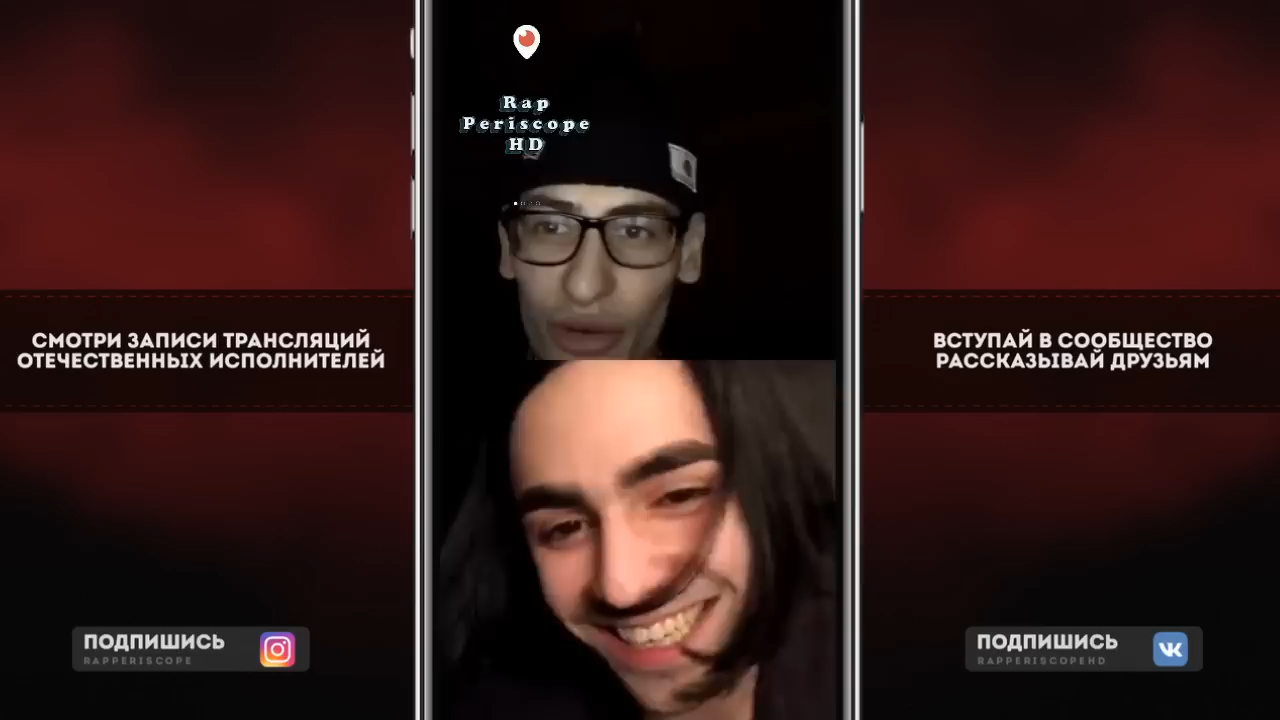 Rap
Periscope
HD
СМОТРИ ЗАПИСИ ТРАНСЛЯЦИЙ
ОТЕЧЕСТВЕННЫХ ИСПОЛНИТЕЛЕЙ
ВСТУПАЙ В СООБЩЕСТВО
РАССКАЗЫВАЙ ДРУЗЬЯМ
ПОДПИШИСЬ
RAPPERISCOPE
ПОДПИШИСЬ
RAPPERISCOPEHD